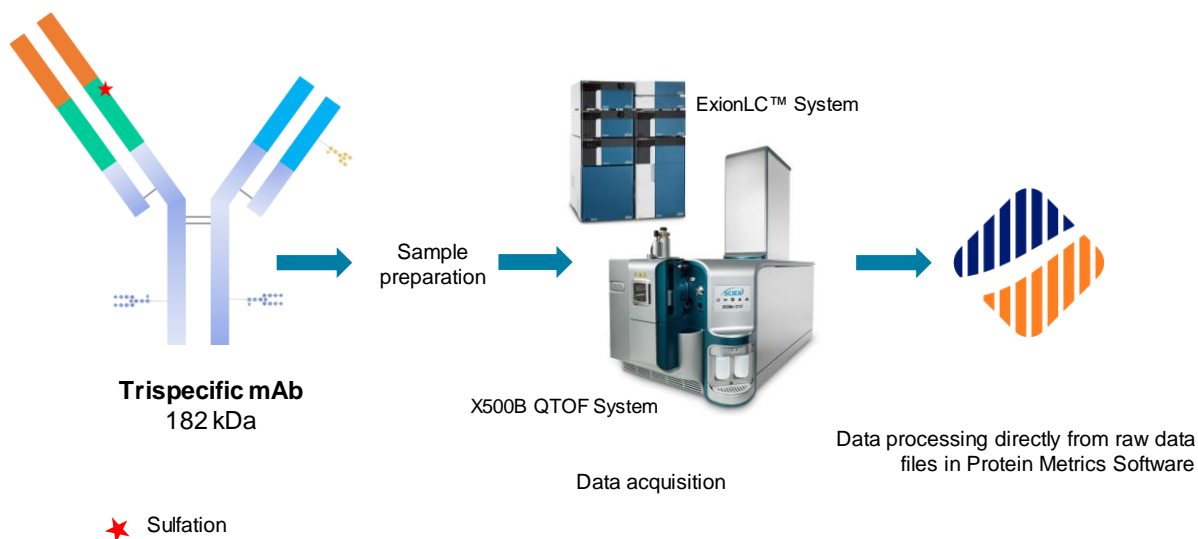 ExionLC™ System
Sample
preparation
SCIEX
Trispecific mAb
182 kDa
X500B QTOF System
Data processing directly from raw data
files in Protein Metrics Software
Data acquisition
Sulfation